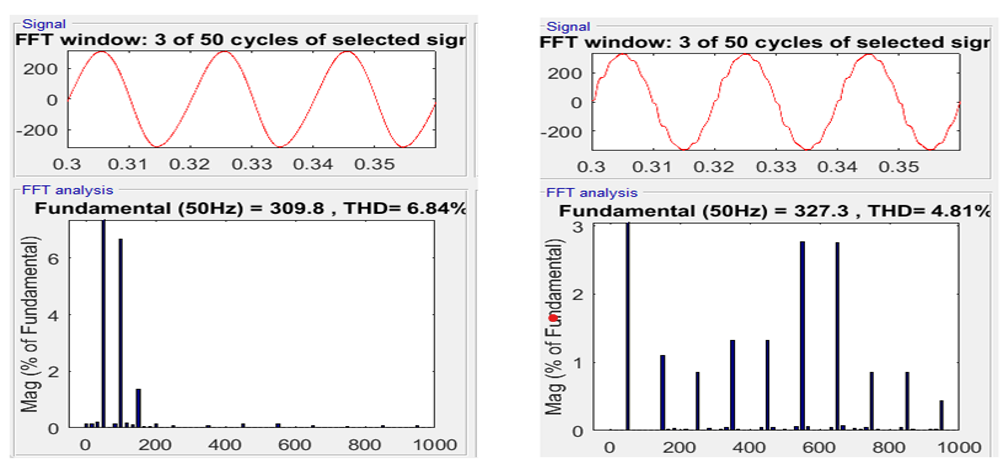 Signal
FFT window: 3 of 50 cycles of selected sigr
200
0
-200
0.3 0.31 0.32 0.33 0.34 0.35
FFT analysis
Fundamental (50Hz) = 309.8 , THD= 6.84%
Mag (% of Fundamental)
6
4
2
0
0 200 400 600 800 1000
Signal
FFT window: 3 of 50 cycles of selected sigr
200
0
-200
0.3 0.31 0.32 0.33 0.34 0.35
FFT analysis
Fundamental (50Hz) = 327.3 , THD= 4.81%
Mag (% of Fundamental)
3
2
1
0
0 200 400 600 800 1000